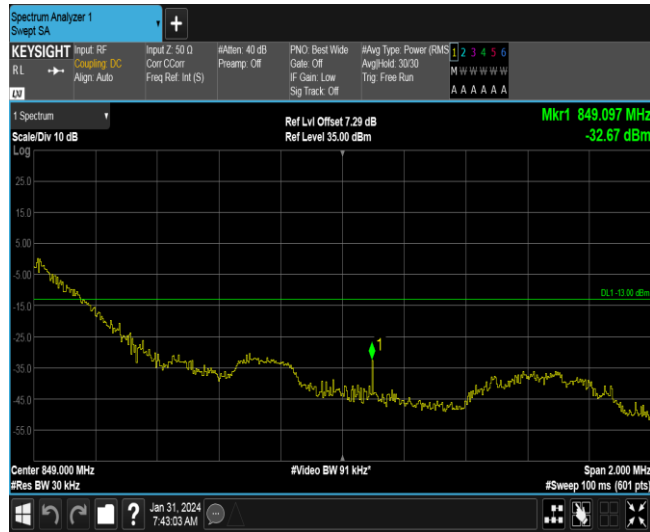 Spectrum Analyzer 1
Swept SA
KEYSIGHT
RL
LXI
Input: RF
Coupling: DC
Align: Auto
Input Z: 50 Ω
Corr CCorr
Freq Ref: Int (S)
#Atten: 40 dB
Preamp: Off
PNO: Best Wide
Gate: Off
IF Gain: Low
Sig Track: Off
#Avg Type: Power (RMS
Avg|Hold: 30/30
Trig: Free Run
1 2 3 4 5 6
M W W W W W
A A A A A A
1 Spectrum
Scale/Div 10 dB
Log
Ref Lvl Offset 7.29 dB
Ref Level 35.00 dBm
Mkr1 849.097 MHz
-32.67 dBm
25.0
15.0
5.00
-5.00
DL1 -13.00 dBm
-15.0
-25.0
1
-35.0
-45.0
-55.0
Center 849.000 MHz
#Res BW 30 kHz
#Video BW 91 kHz*
Span 2.000 MHz
#Sweep 100 ms (601 pts)
Jan 31, 2024
7:43:03 AM